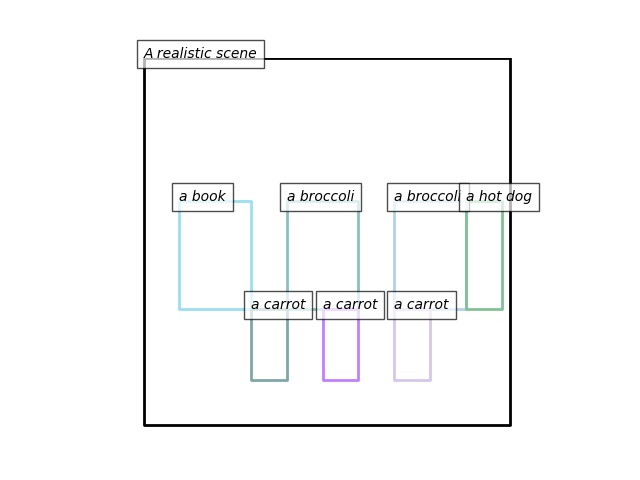 A realistic scene
a book
a broccoli
a broccoli
a hot dog
a carrot
a carrot
a carrot